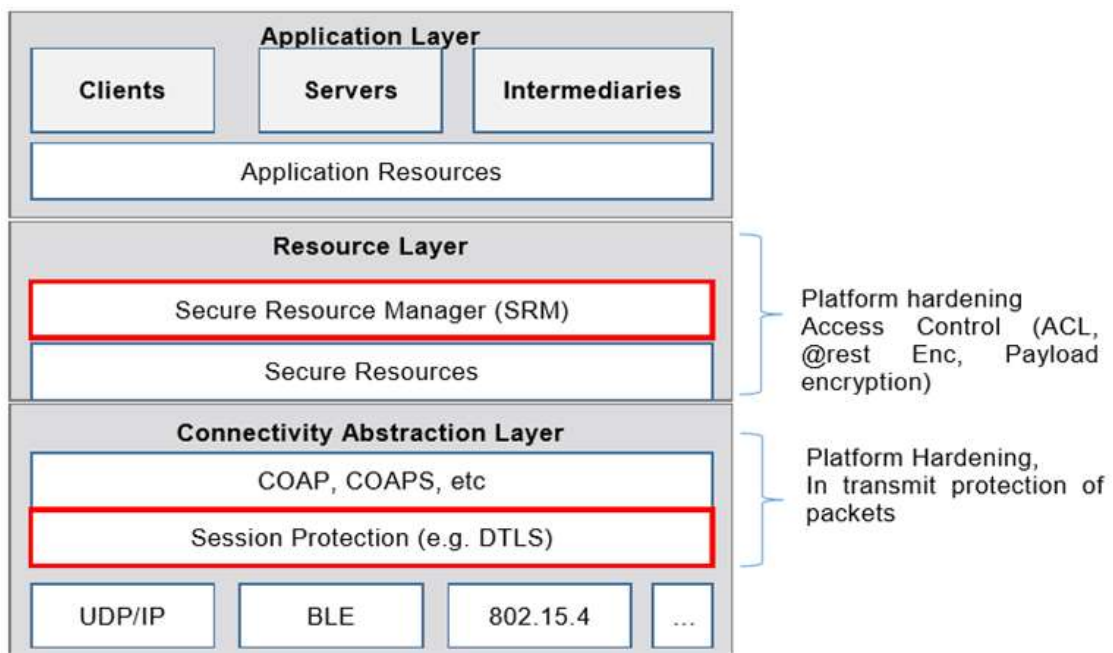 Application Layer
Clients
Servers
Intermediaries
Application Resources
Resource Layer
Secure Resource Manager (SRM)
Secure Resources
Platform hardening
Access Control (ACL,
@rest Enc, Payload
encryption)
Connectivity Abstraction Layer
COAP, COAPS, etc
Session Protection (e.g. DTLS)
Platform Hardening,
In transmit protection of
packets
UDP/IP
BLE
802.15.4
...